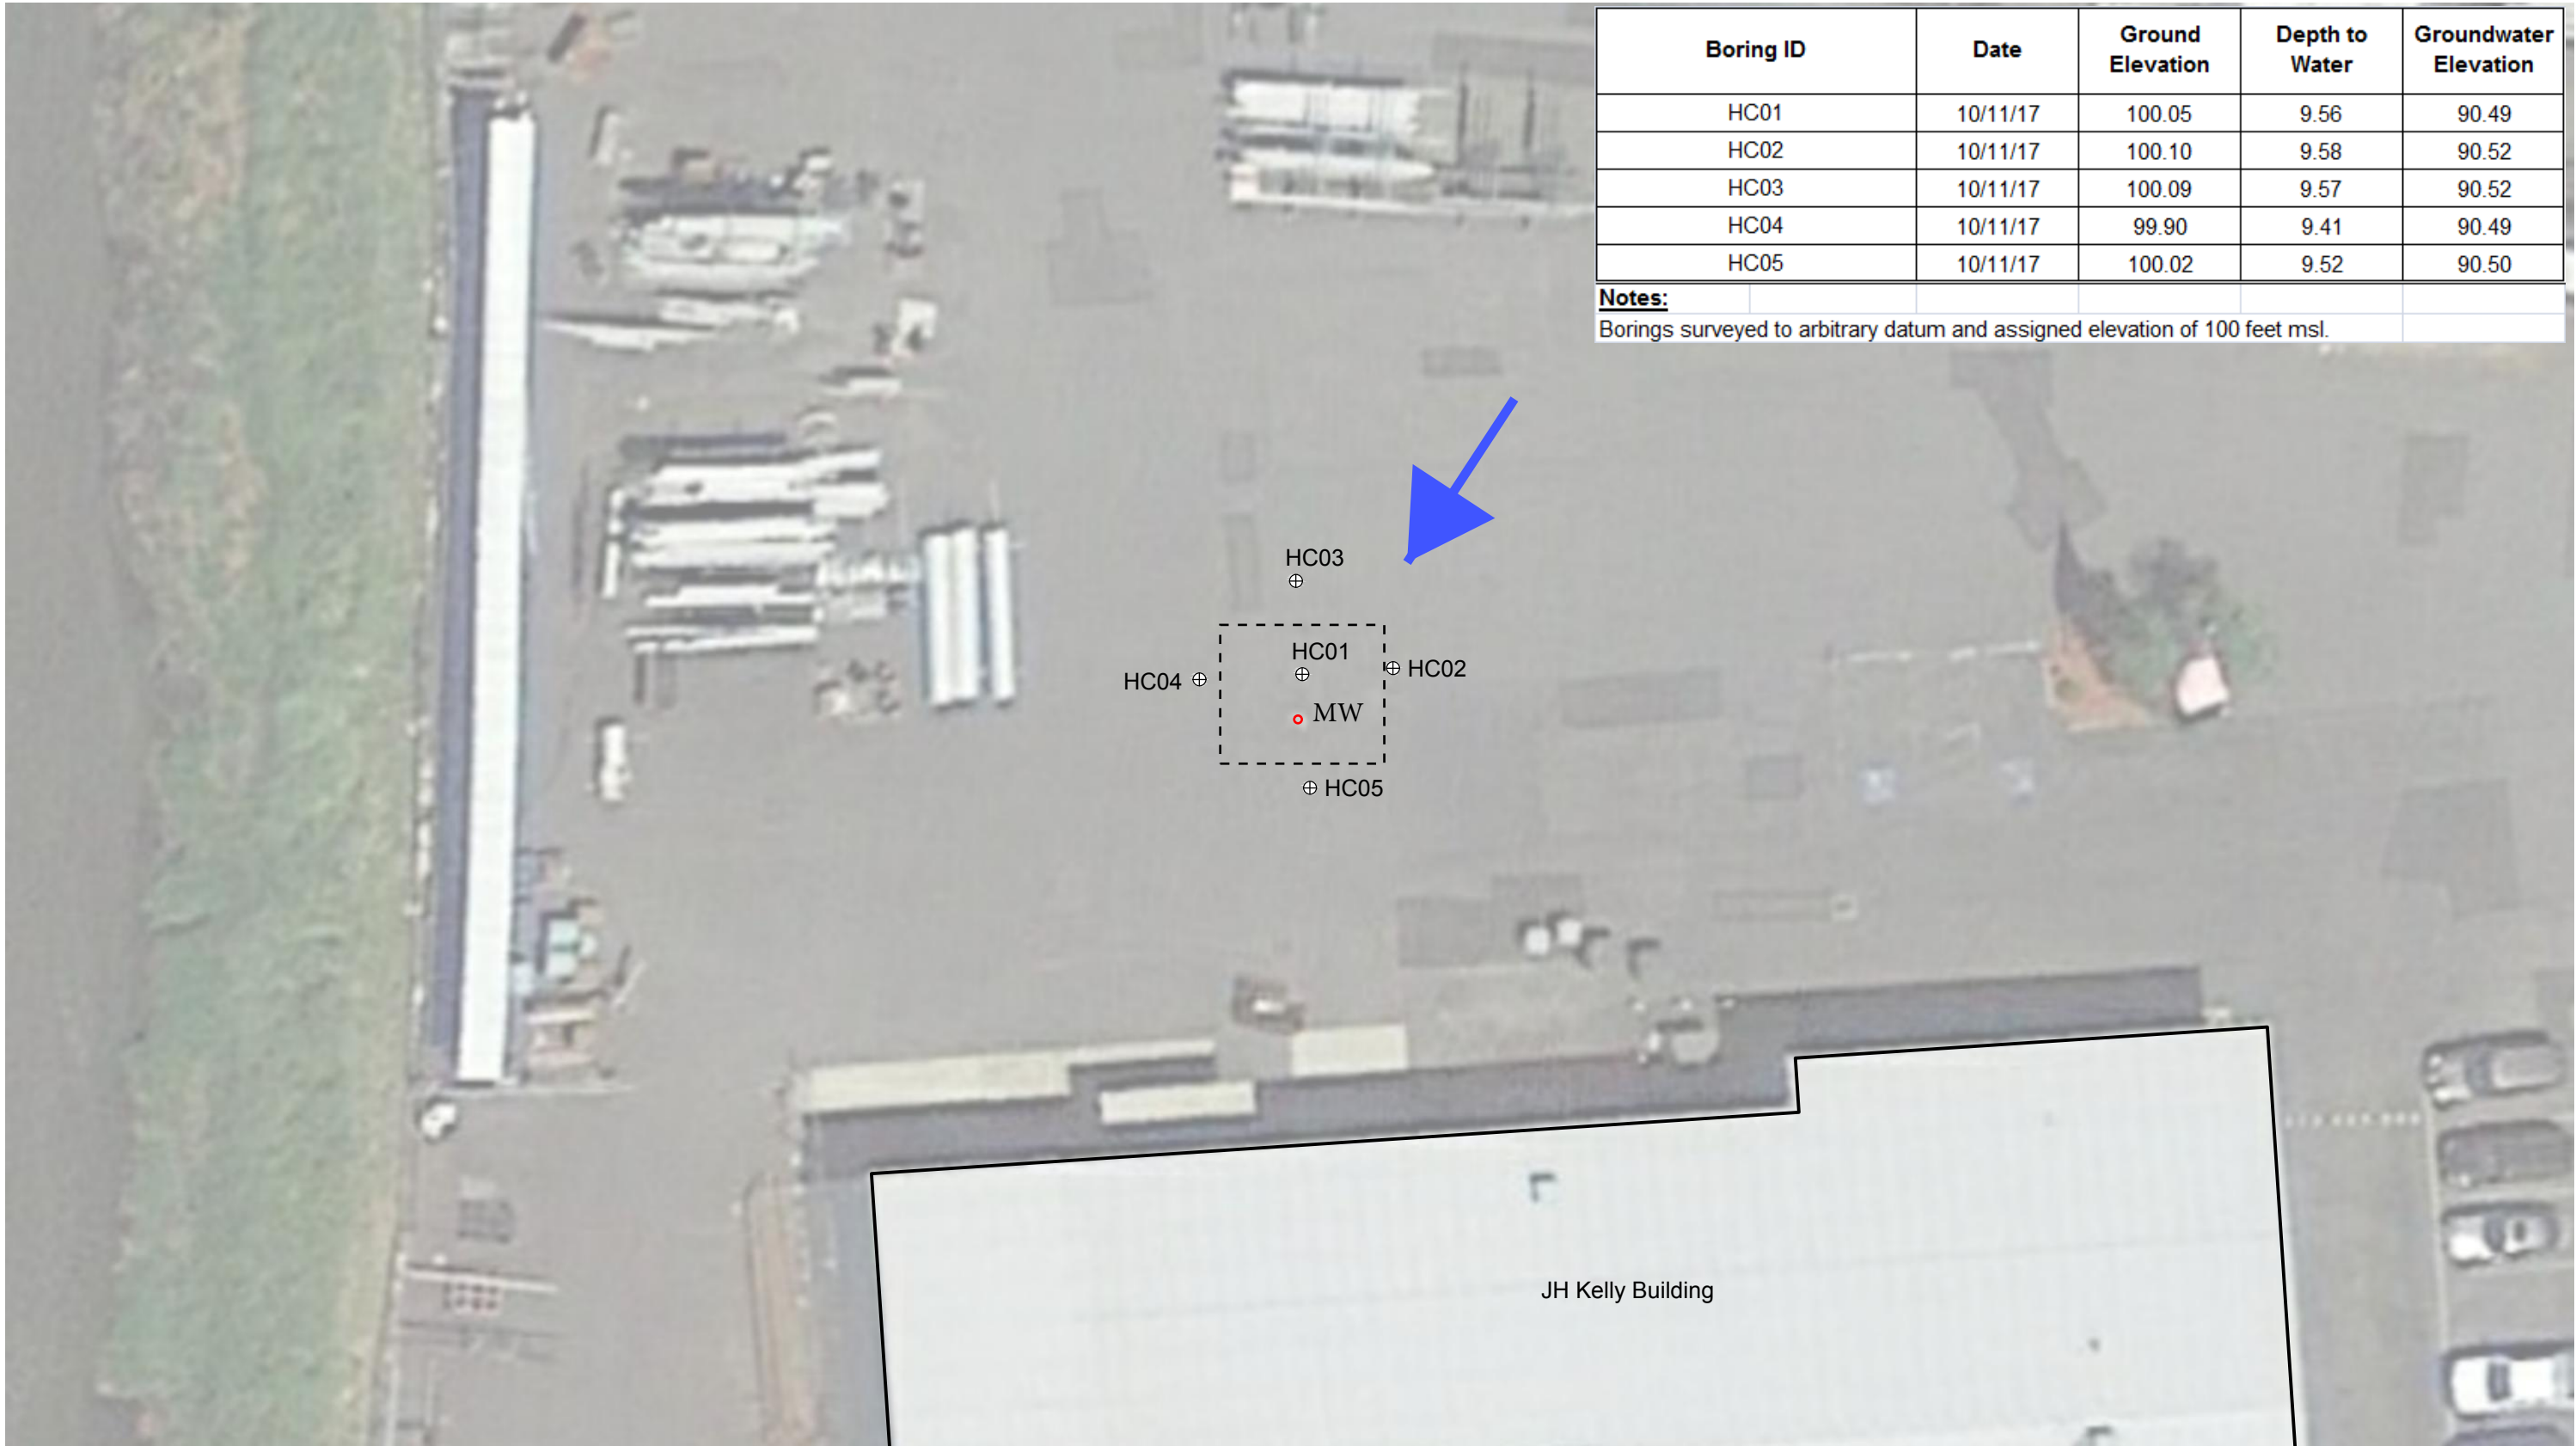 Boring ID Date Ground Elevation Depth to Water Groundwater Elevation
HC01 10/11/17 100.05 9.56 90.49
HC02 10/11/17 100.10 9.58 90.52
HC03 10/11/17 100.09 9.57 90.52
HC04 10/11/17 99.90 9.41 90.49
HC05 10/11/17 100.02 9.52 90.50
Notes:
Borings surveyed to arbitrary datum and assigned elevation of 100 feet msl.
HC03
HC01
HC02
HC04
MW
HC05
JH Kelly Building